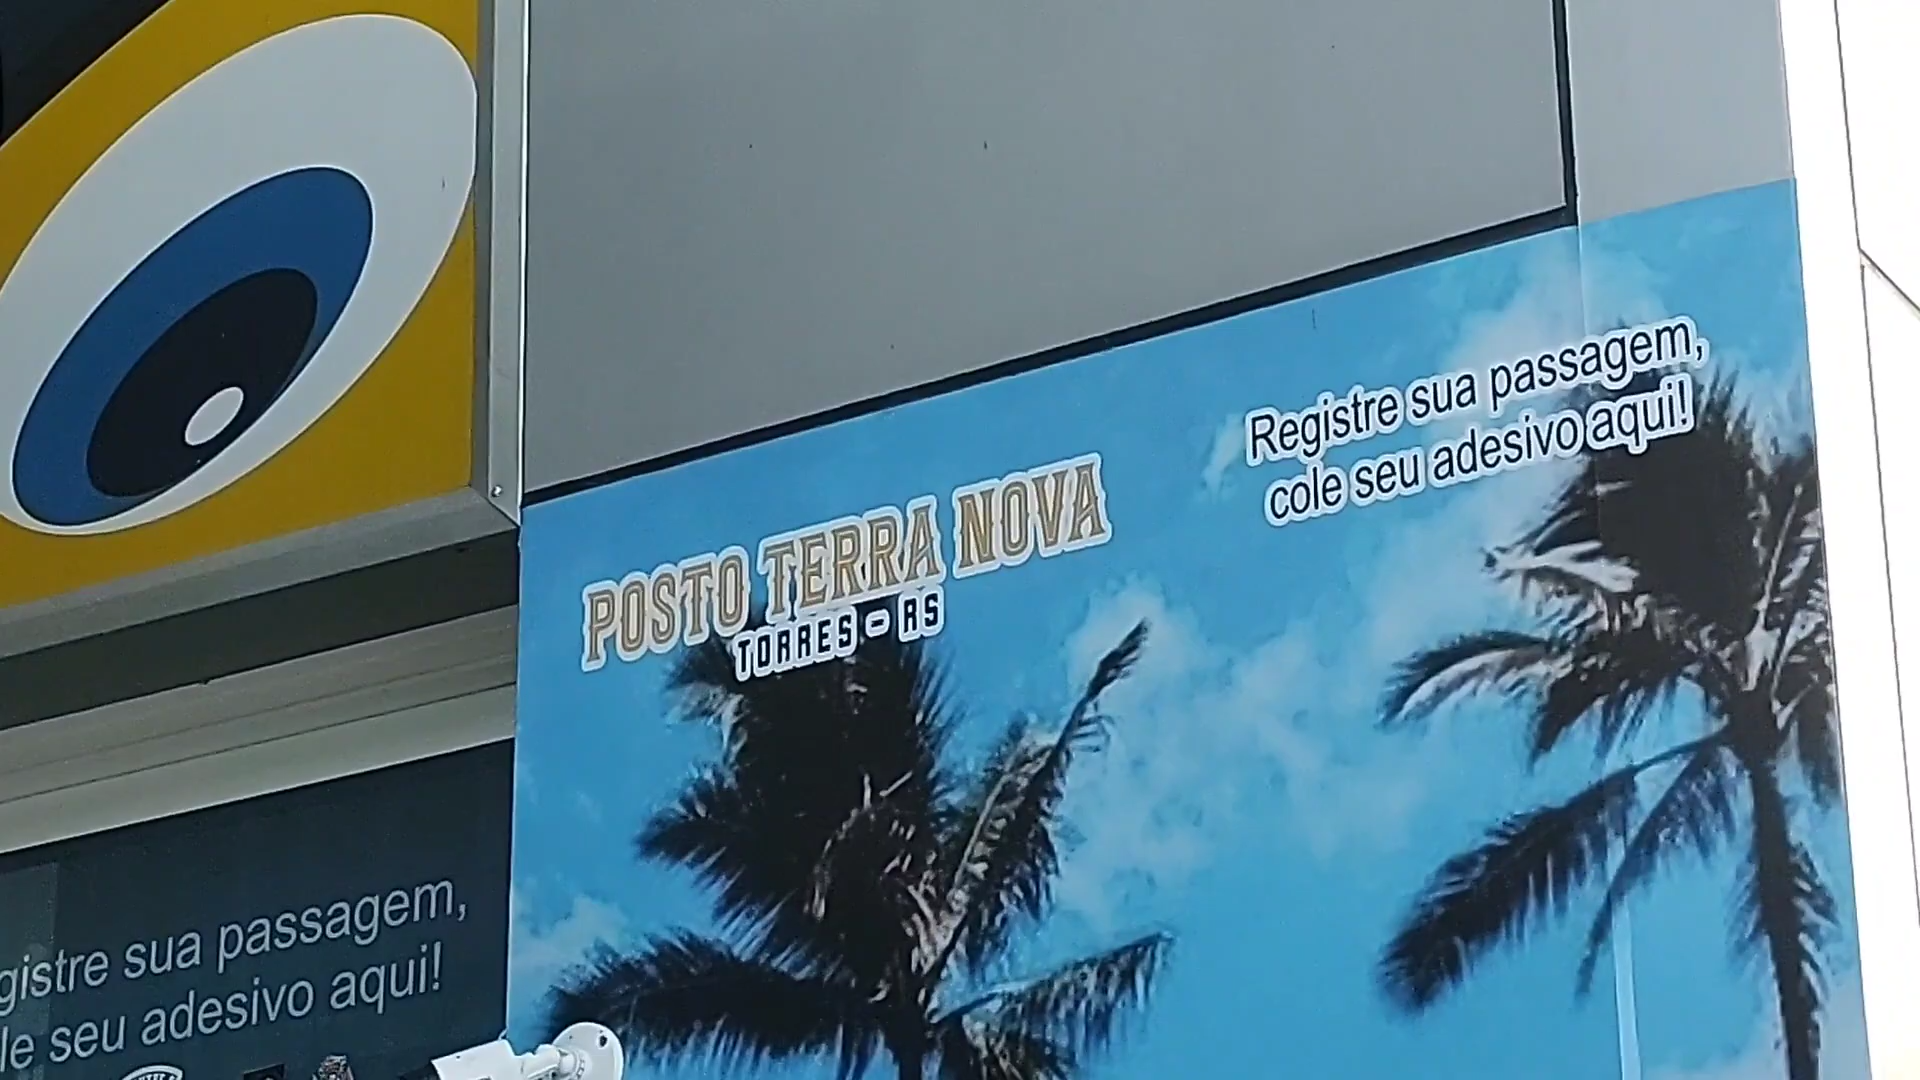 POSTO TERRA NOVA
TORRES - RS
Registre sua passagem,
cole seu adesivo aqui!
gistre sua passagem,
le seu adesivo aqui!